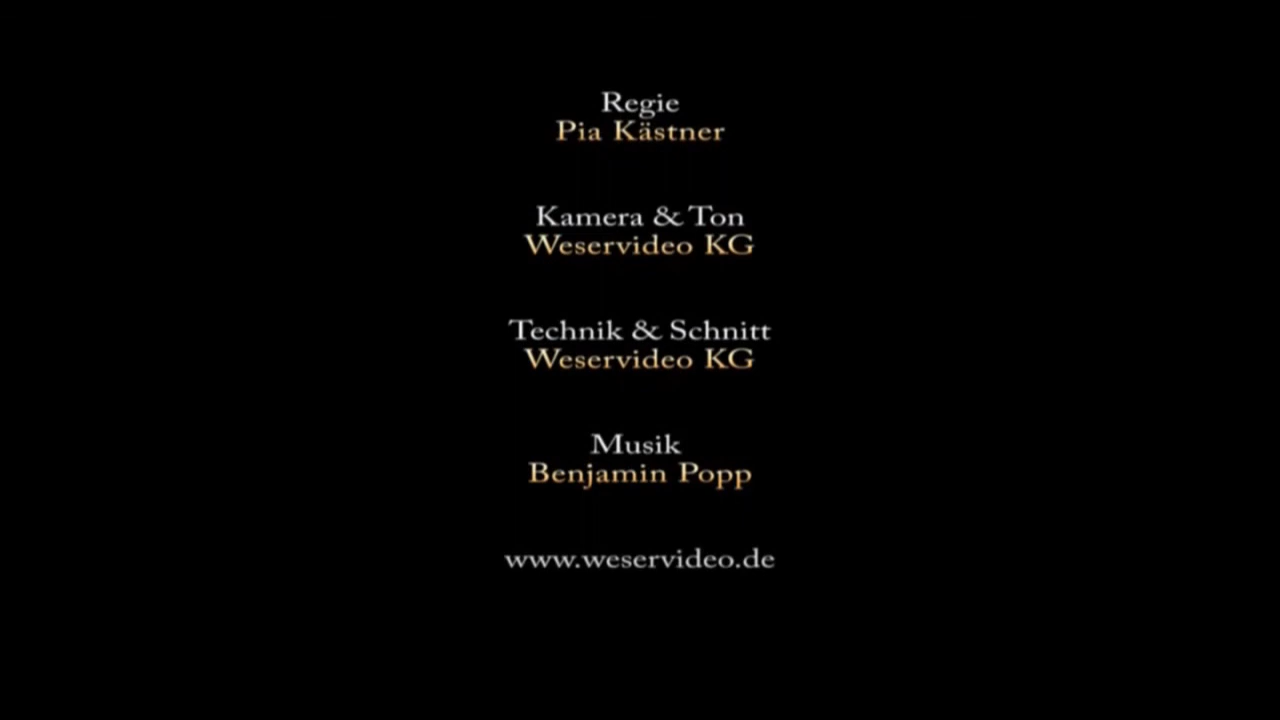 Regie
Pia Kästner
Kamera & Ton
Weservideo KG
Technik & Schnitt
Weservideo KG
Musik
Benjamin Popp
www.weservideo.de